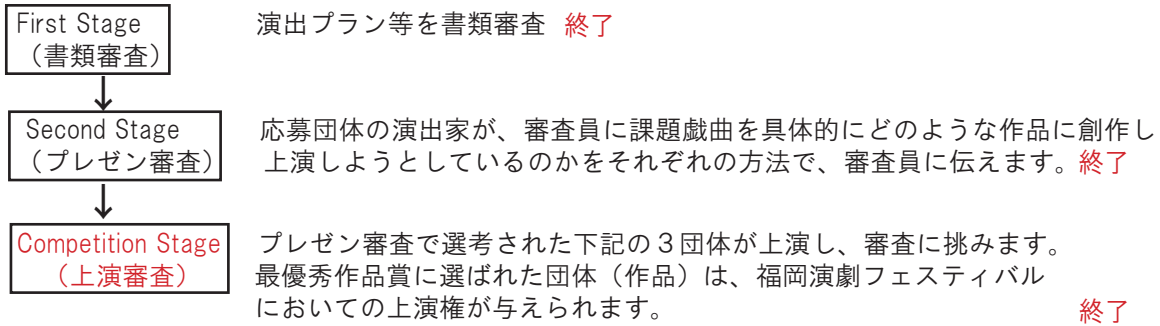 First Stage
（書類審査）
演出プラン等を書類審査 終了
Second Stage
（プレゼン審査）
応募団体の演出家が、審査員に課題戯曲を具体的にどのような作品に創作し
上演しようとしているのかをそれぞれの方法で、審査員に伝えます。終了
Competition Stage
（上演審査）
プレゼン審査で選考された下記の３団体が上演し、審査に挑みます。
最優秀作品賞に選ばれた団体（作品）は、福岡演劇フェスティバル
においての上演権が与えられます。 終了